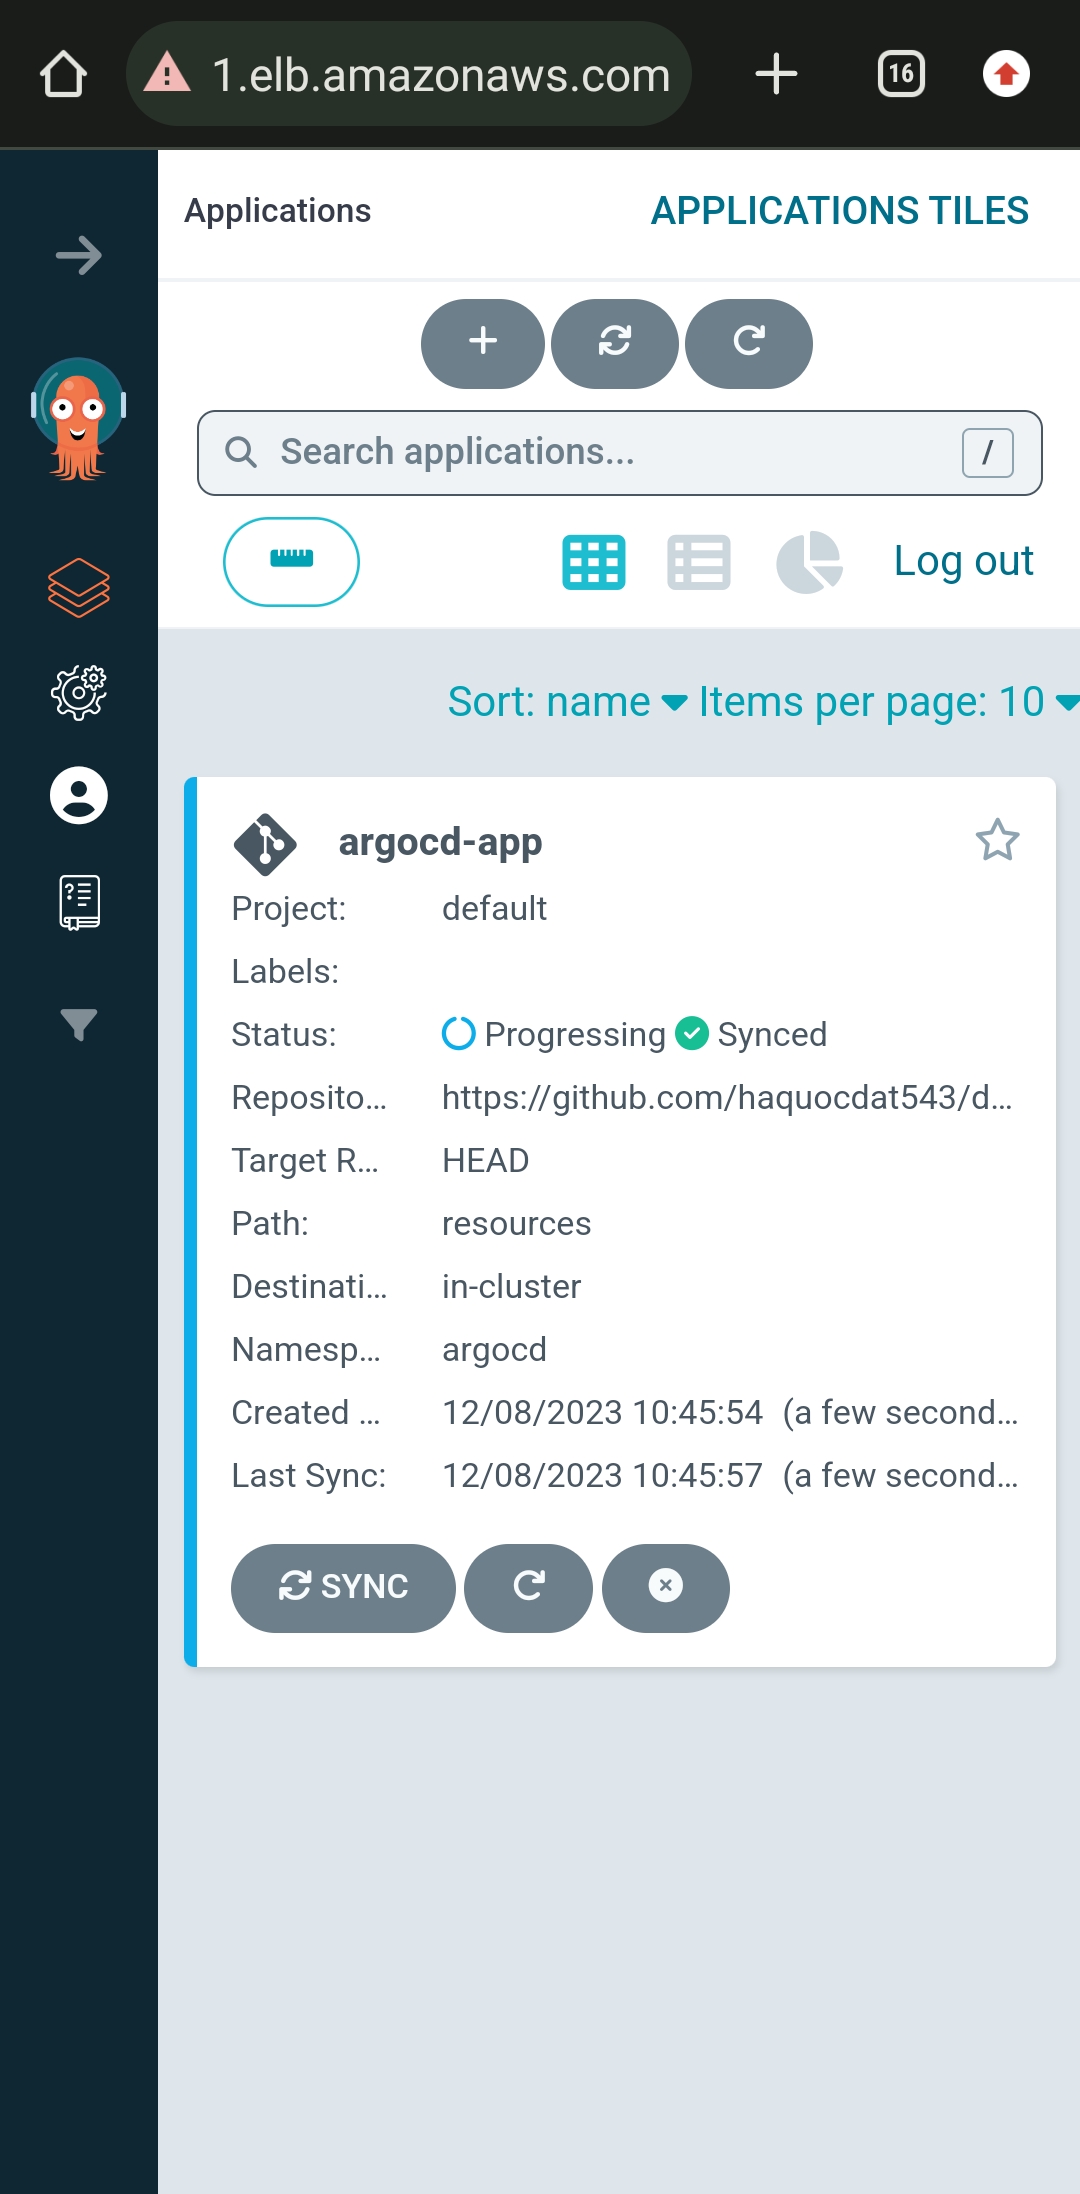 1.elb.amazonaws.com
16
Applications
APPLICATIONS TILES
Search applications...
/
Log out
Sort: name Items per page: 10
argocd-app
Project: default
Labels:
Status: Progressing Synced
Reposito... https://github.com/haquocdat543/d...
Target R... HEAD
Path: resources
Destinati... in-cluster
Namesp... argocd
Created ... 12/08/2023 10:45:54 (a few second...
Last Sync: 12/08/2023 10:45:57 (a few second...
SYNC